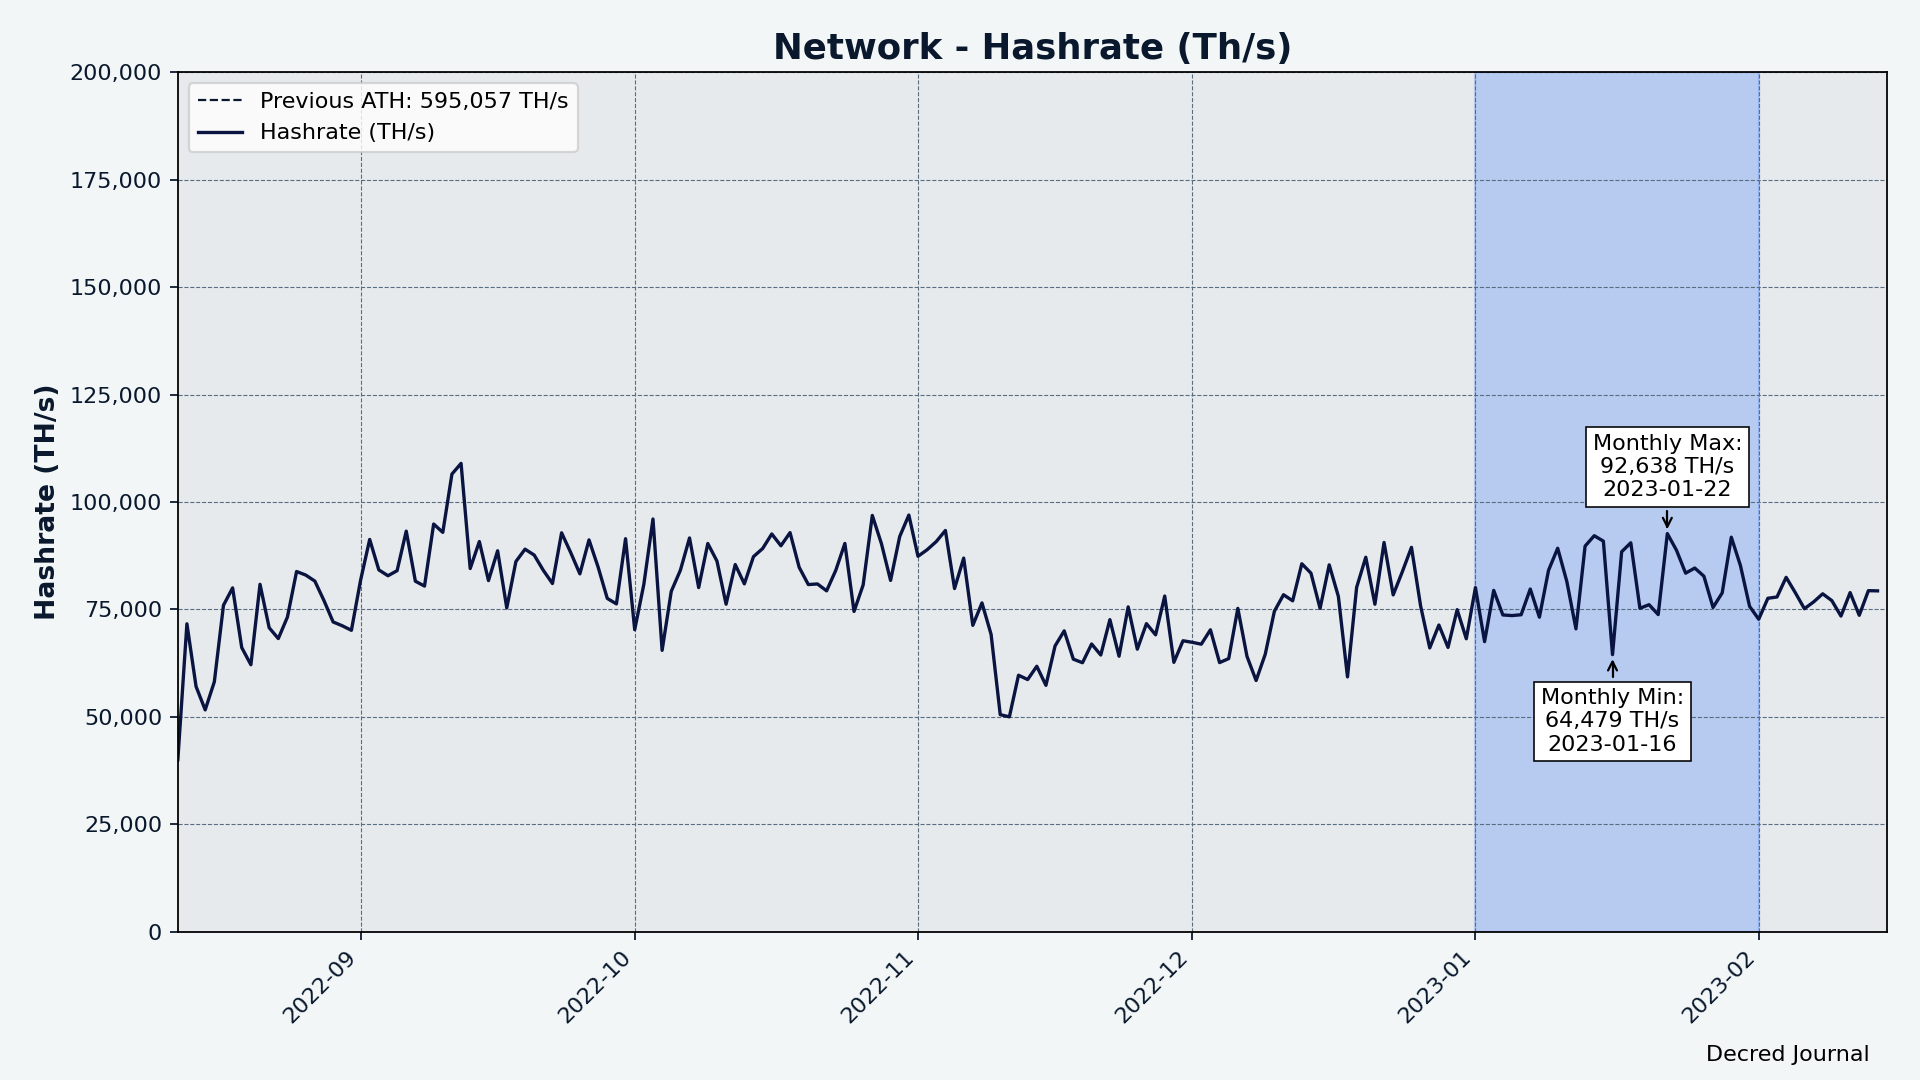 Network - Hashrate (Th/s)
Previous ATH: 595,057 TH/s
Hashrate (TH/s)
Hashrate (TH/s)
200,000
175,000
150,000
125,000
100,000
75,000
50,000
25,000
0
Monthly Max:
92,638 TH/s
2023-01-22
Monthly Min:
64,479 TH/s
2023-01-16
2022-09
2022-10
2022-11
2022-12
2023-01
2023-02
Decred Journal